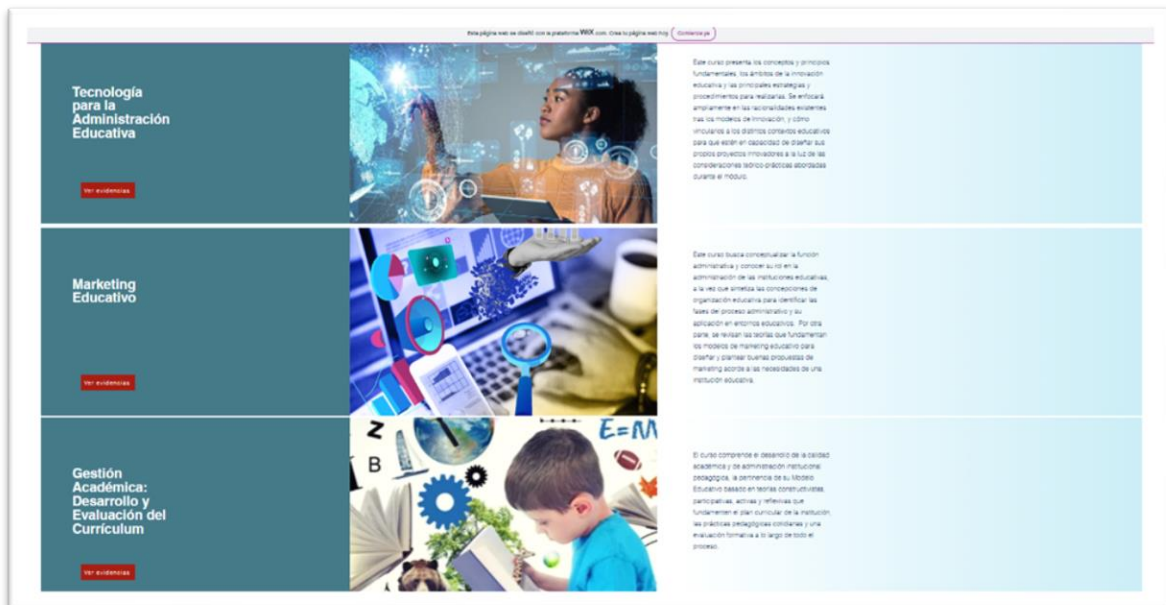 Esta página web se diseñó con la plataforma WIX.com. Crea tu página web hoy. Comienza ya
Tecnología
para la
Administración
Educativa
Ver evidencias
Este curso presenta los conceptos y principios
fundamentales, los ámbitos de la innovación
educativa y las principales estrategias y
procedimientos para realizarlas. Se enfocará
ampliamente en las racionalidades existentes
tras los modelos de Innovación, y cómo
vincularlos a los distintos contextos educativos
para que estén en capacidad de diseñar sus
propios proyectos innovadores a la luz de las
consideraciones teórico-prácticas abordadas
durante el módulo.
Marketing
Educativo
Ver evidencias
Este curso busca conceptualizar la función
administrativa y conocer su rol en la
administración de las instituciones educativas,
a la vez que sintetiza las concepciones de
organización educativa para identificar las
fases del proceso administrativo y su
aplicación en entornos educativos. Por otra
parte, se revisan las teorías que fundamentan
los modelos de marketing educativo para
diseñar y plantear buenas propuestas de
marketing acorde a las necesidades de una
institución educativa.
Z
B
E=M
Gestión
Académica:
Desarrollo y
Evaluación del
Currículum
Ver evidencias
El curso comprende el desarrollo de la calidad
académica y de administración institucional
pedagógica, la pertinencia de su Modelo
Educativo basado en teorías constructivistas,
participativas, activas y reflexivas que
fundamenten el plan curricular de la institución,
las prácticas pedagógicas cotidianas y una
evaluación formativa a lo largo de todo el
proceso.